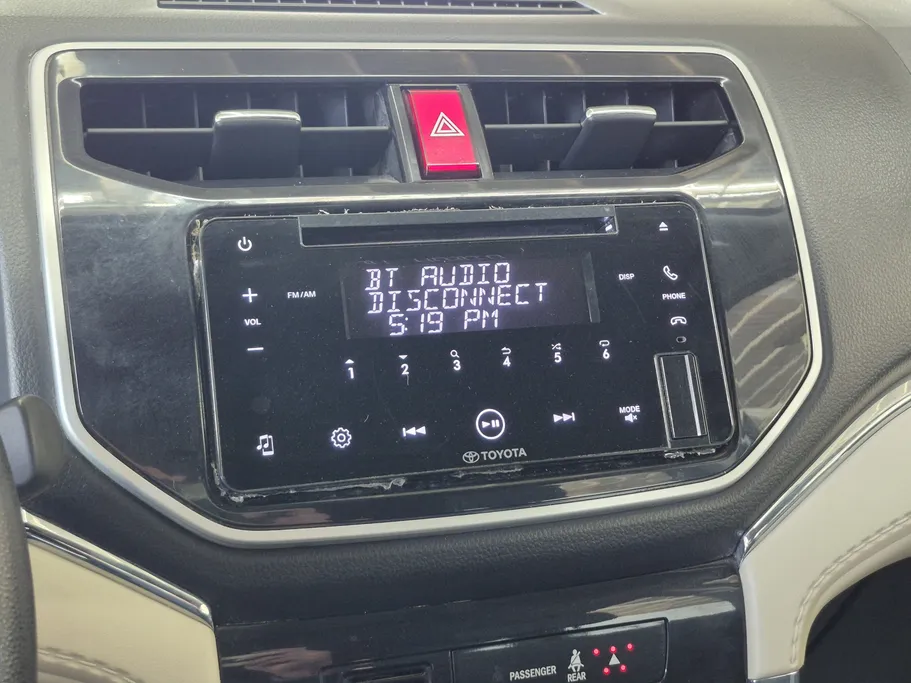 BT AUDIO
DISCONNECT
5:19 PM
FM/AM
DISP
+
VOL
−
PHONE
1
2
3
4
5
6
MODE
TOYOTA
PASSENGER
REAR